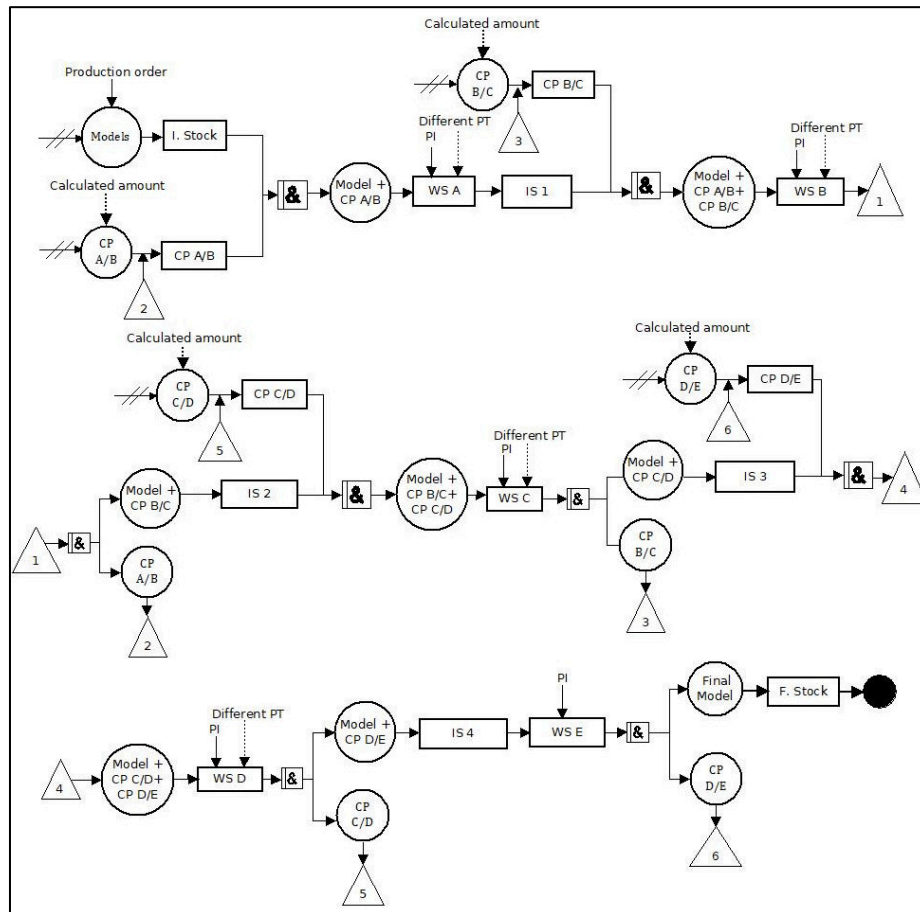 Calculated amount
CP
B/C
CP B/C
3
Production order
Models
I. Stock
Calculated amount
CP
A/B
CP A/B
2
&
Model +
CP A/B
Different PT
PI
WS A
IS 1
&
Model +
CP A/B+
CP B/C
Different PT
PI
WS B
1
Calculated amount
CP
C/D
CP C/D
5
Calculated amount
CP
D/E
CP D/E
6
1
&
Model +
CP B/C
IS 2
CP
A/B
2
&
Model +
CP B/C+
CP C/D
Different PT
PI
WS C
&
Model +
CP C/D
IS 3
CP
B/C
3
&
4
4
Model +
CP C/D+
CP D/E
Different PT
PI
WS D
&
Model +
CP D/E
IS 4
CP
C/D
5
PI
WS E
&
Final
Model
F. Stock
CP
D/E
6